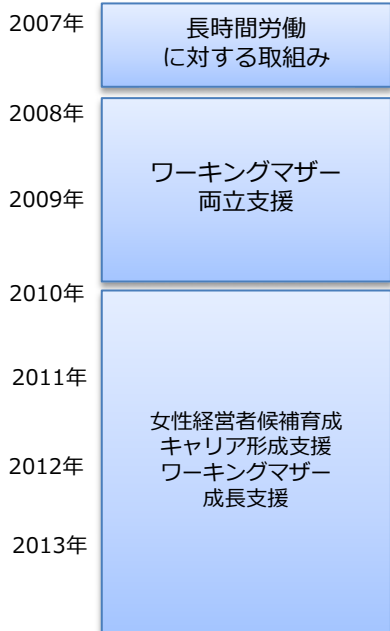 2007年
長時間労働
に対する取組み
2008年
ワーキングマザー
両立支援
2009年
2010年
2011年
女性経営者候補育成
キャリア形成支援
ワーキングマザー
成長支援
2012年
2013年